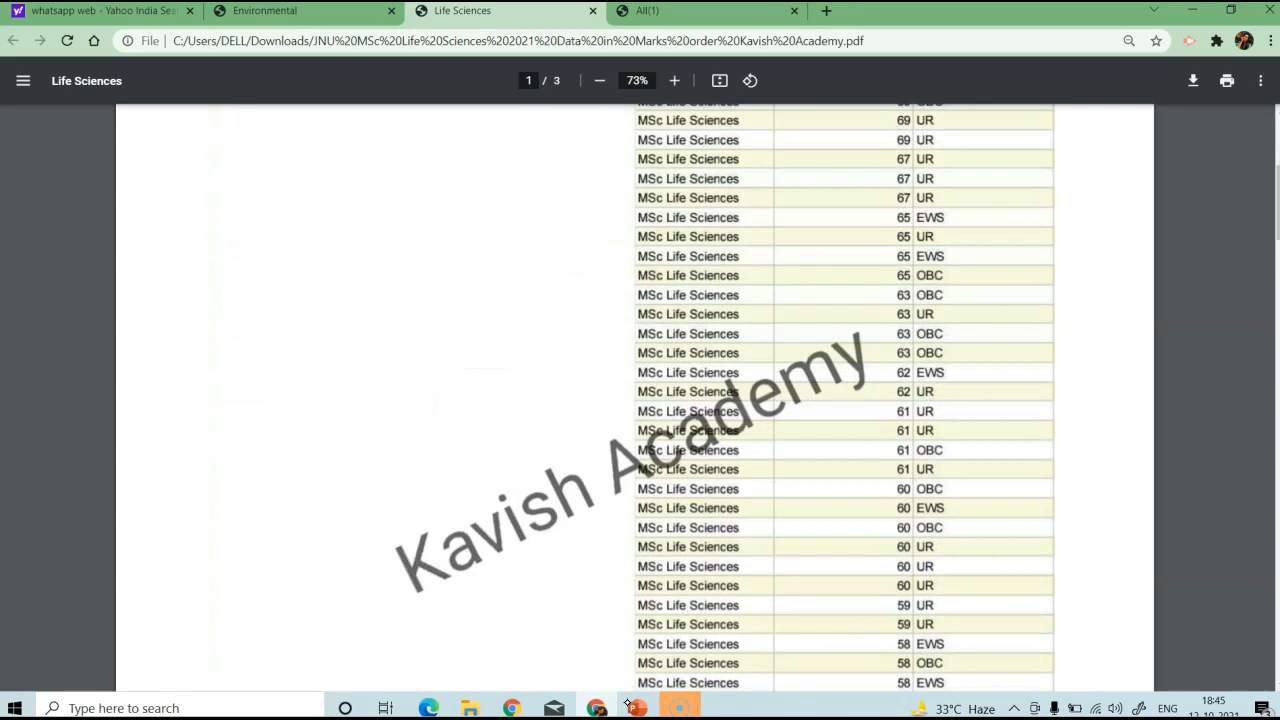 whatsapp web - Yahoo India Sea
Environmental
Life Sciences
All(1)
File
C:/Users/DELL/Downloads/JNU%20MSc%20Life%20Sciences%202021%20Data%20in%20Marks%20order%20Kavish%20Academy.pdf
Life Sciences
1 / 3
73%
MSc Life Sciences 69 UR
MSc Life Sciences 69 UR
MSc Life Sciences 67 UR
MSc Life Sciences 67 UR
MSc Life Sciences 67 UR
MSc Life Sciences 65 EWS
MSc Life Sciences 65 UR
MSc Life Sciences 65 EWS
MSc Life Sciences 65 OBC
MSc Life Sciences 63 OBC
MSc Life Sciences 63 UR
MSc Life Sciences 63 OBC
MSc Life Sciences 63 OBC
MSc Life Sciences 62 EWS
MSc Life Sciences 62 UR
MSc Life Sciences 61 UR
MSc Life Sciences 61 UR
MSc Life Sciences 61 OBC
MSc Life Sciences 61 UR
MSc Life Sciences 60 OBC
MSc Life Sciences 60 EWS
MSc Life Sciences 60 OBC
MSc Life Sciences 60 UR
MSc Life Sciences 60 UR
MSc Life Sciences 60 UR
MSc Life Sciences 59 UR
MSc Life Sciences 59 UR
MSc Life Sciences 58 EWS
MSc Life Sciences 58 OBC
MSc Life Sciences 58 EWS
Kavish Academy
Type here to search
33°C Haze
ENG
18:45
12-10-2021